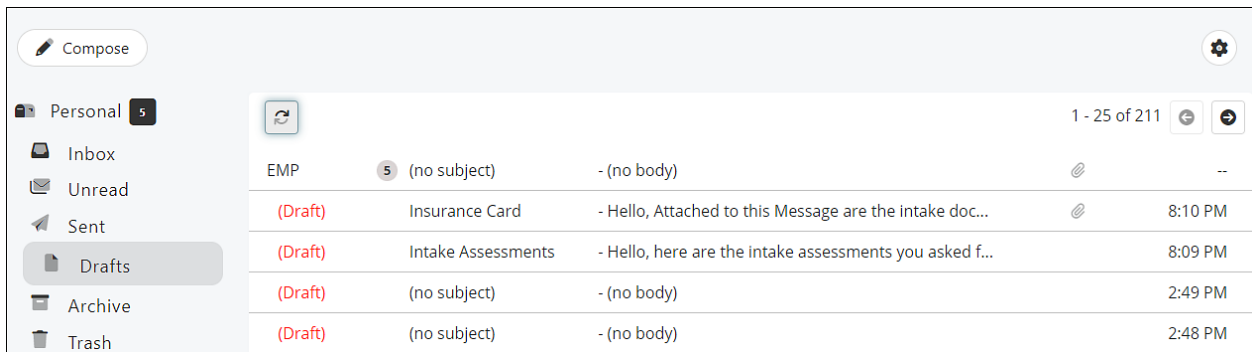 Compose
Personal 5
1 - 25 of 211
Inbox
EMP 5 (no subject) - (no body) --
Unread
(Draft) Insurance Card - Hello, Attached to this Message are the intake doc... 8:10 PM
Sent
(Draft) Intake Assessments - Hello, here are the intake assessments you asked f... 8:09 PM
Drafts
(Draft) (no subject) - (no body) 2:49 PM
Archive
(Draft) (no subject) - (no body) 2:48 PM
Trash